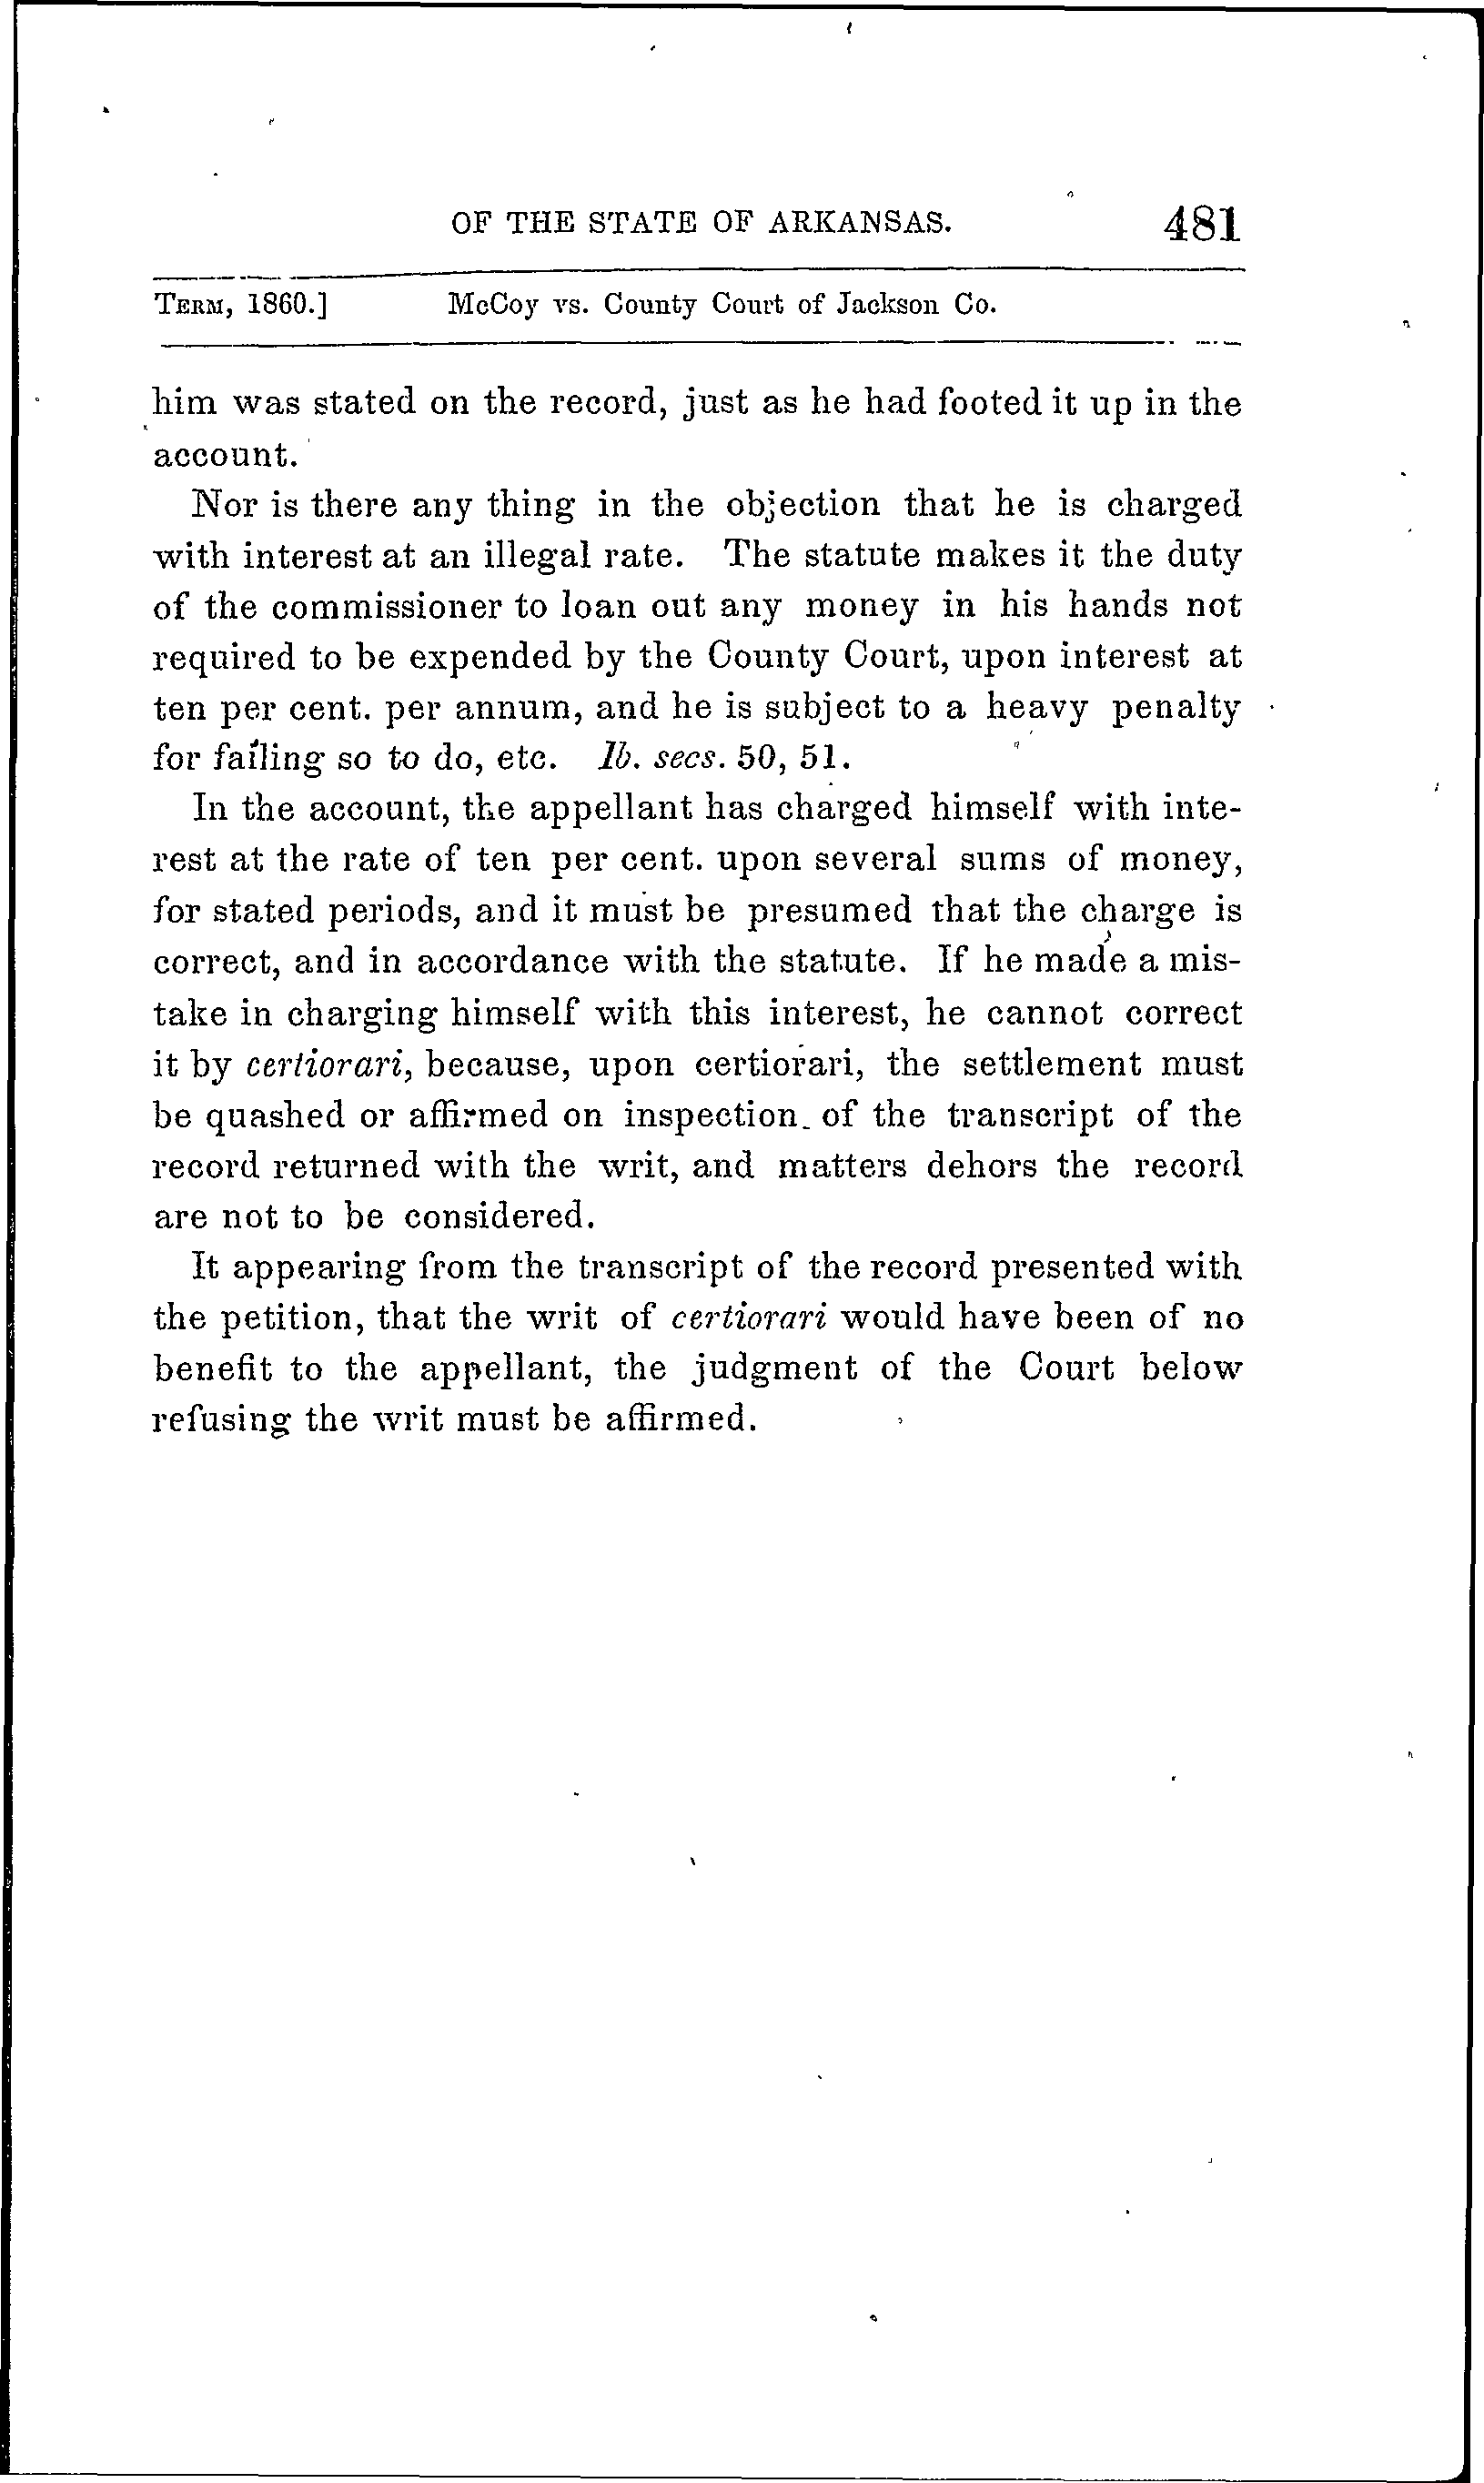 OF THE STATE OF ARKANSAS. 481
TERM, 1860.] McCoy vs. County Court of Jackson Co.
him was stated on the record, just as he had footed it up in the
account.
Nor is there any thing in the objection that he is charged
with interest at an illegal rate. The statute makes it the duty
of the commissioner to loan out any money in his hands not
required to be expended by the County Court, upon interest at
ten per cent. per annum, and he is subject to a heavy penalty
for failing so to do, etc. Ib. secs. 50, 51.
In the account, the appellant has charged himself with inte-
rest at the rate of ten per cent. upon several sums of money,
for stated periods, and it must be presumed that the charge is
correct, and in accordance with the statute. If he made a mis-
take in charging himself with this interest, he cannot correct
it by certiorari, because, upon certiorari, the settlement must
be quashed or affirmed on inspection of the transcript of the
record returned with the writ, and matters dehors the record
are not to be considered.
It appearing from the transcript of the record presented with
the petition, that the writ of certiorari would have been of no
benefit to the appellant, the judgment of the Court below
refusing the writ must be affirmed.